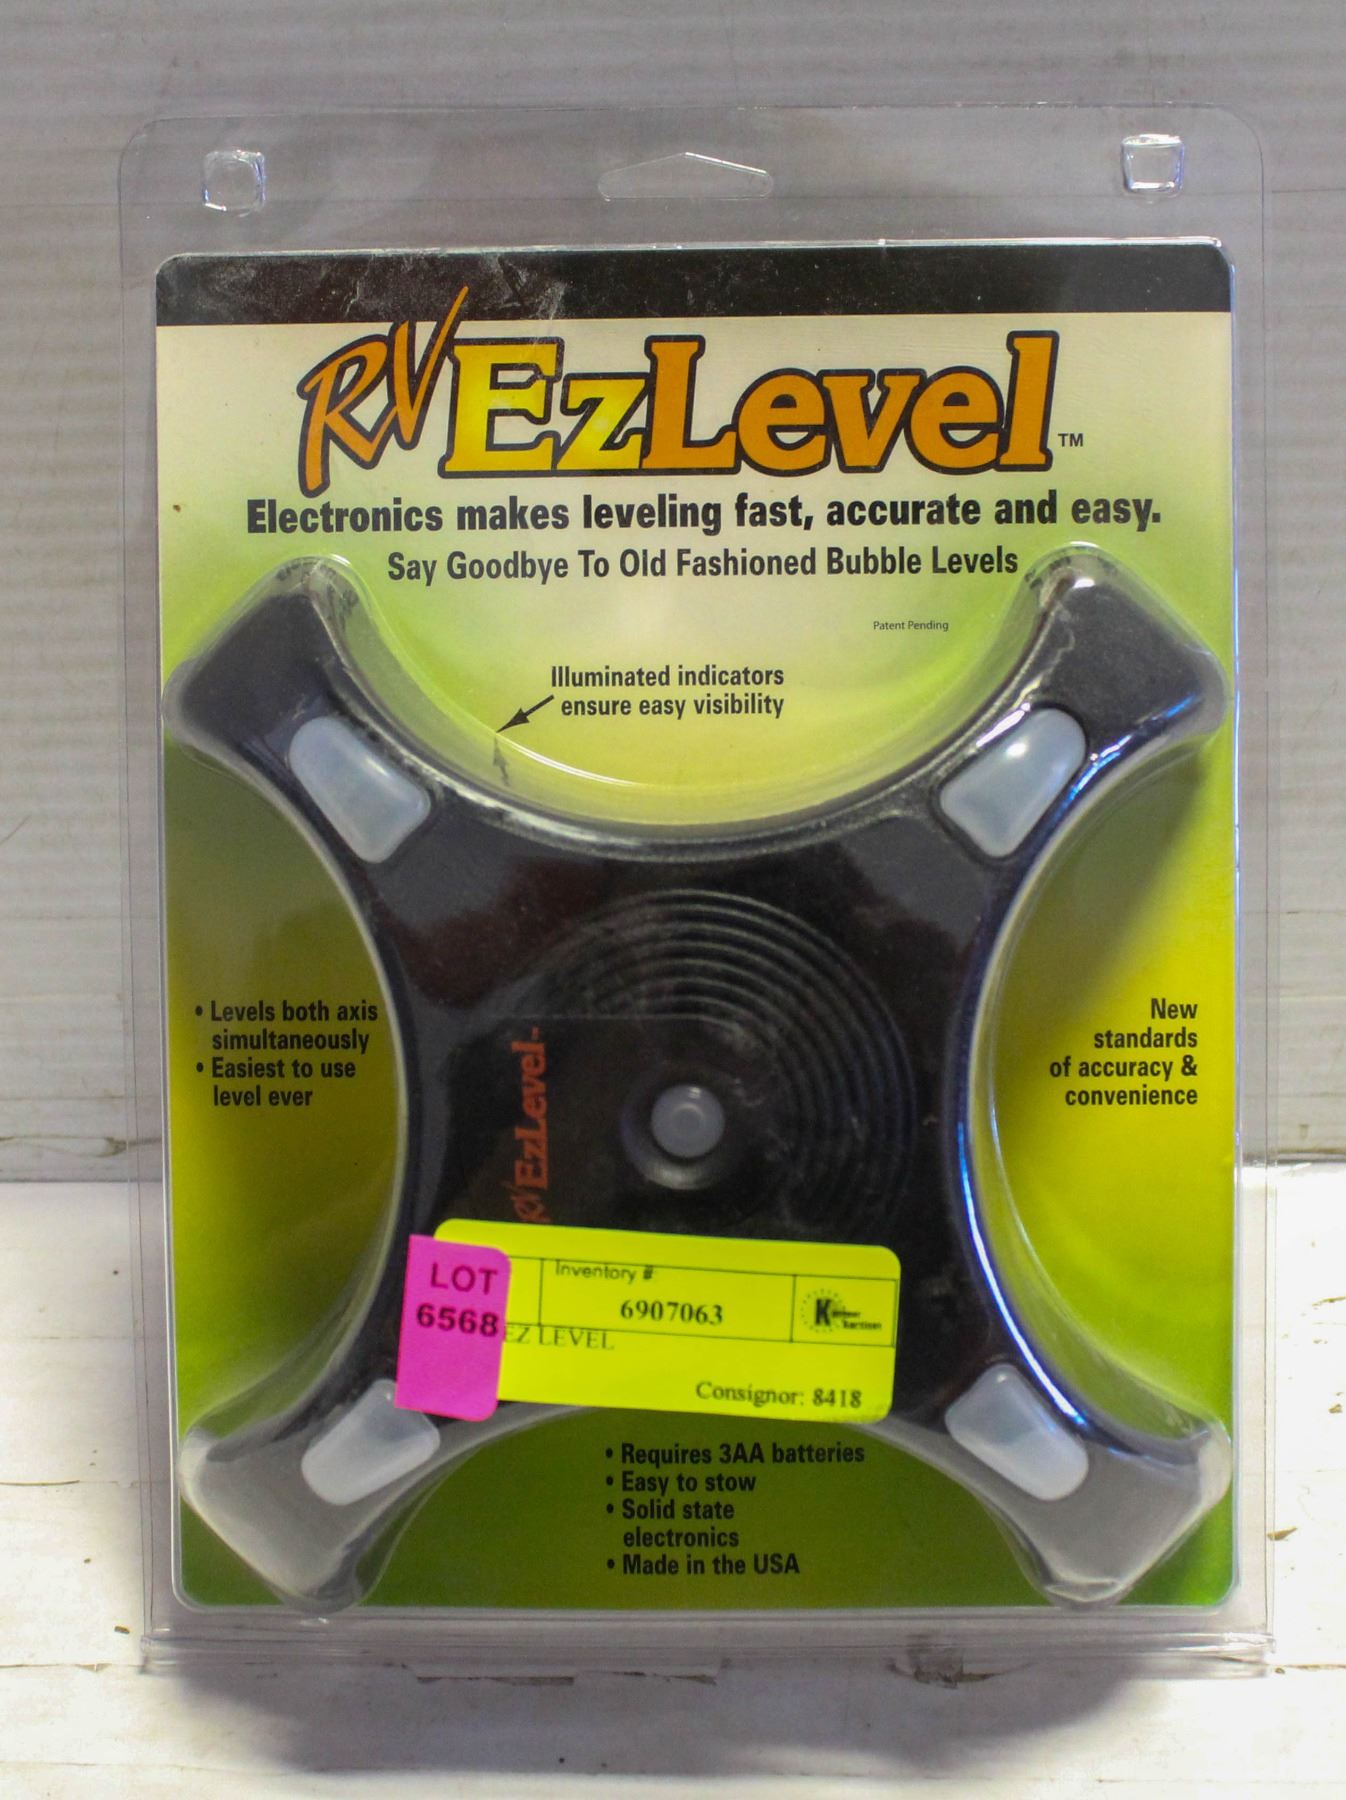 RV EzLevel™
Electronics makes leveling fast, accurate and easy.
Say Goodbye To Old Fashioned Bubble Levels
Patent Pending
Illuminated indicators
ensure easy visibility
• Levels both axis
simultaneously
• Easiest to use
level ever
New
standards
of accuracy &
convenience
RV EzLevel™
LOT
6568
Inventory #
6907063
EZ LEVEL
Consignor: 8418
• Requires 3AA batteries
• Easy to stow
• Solid state
electronics
• Made in the USA